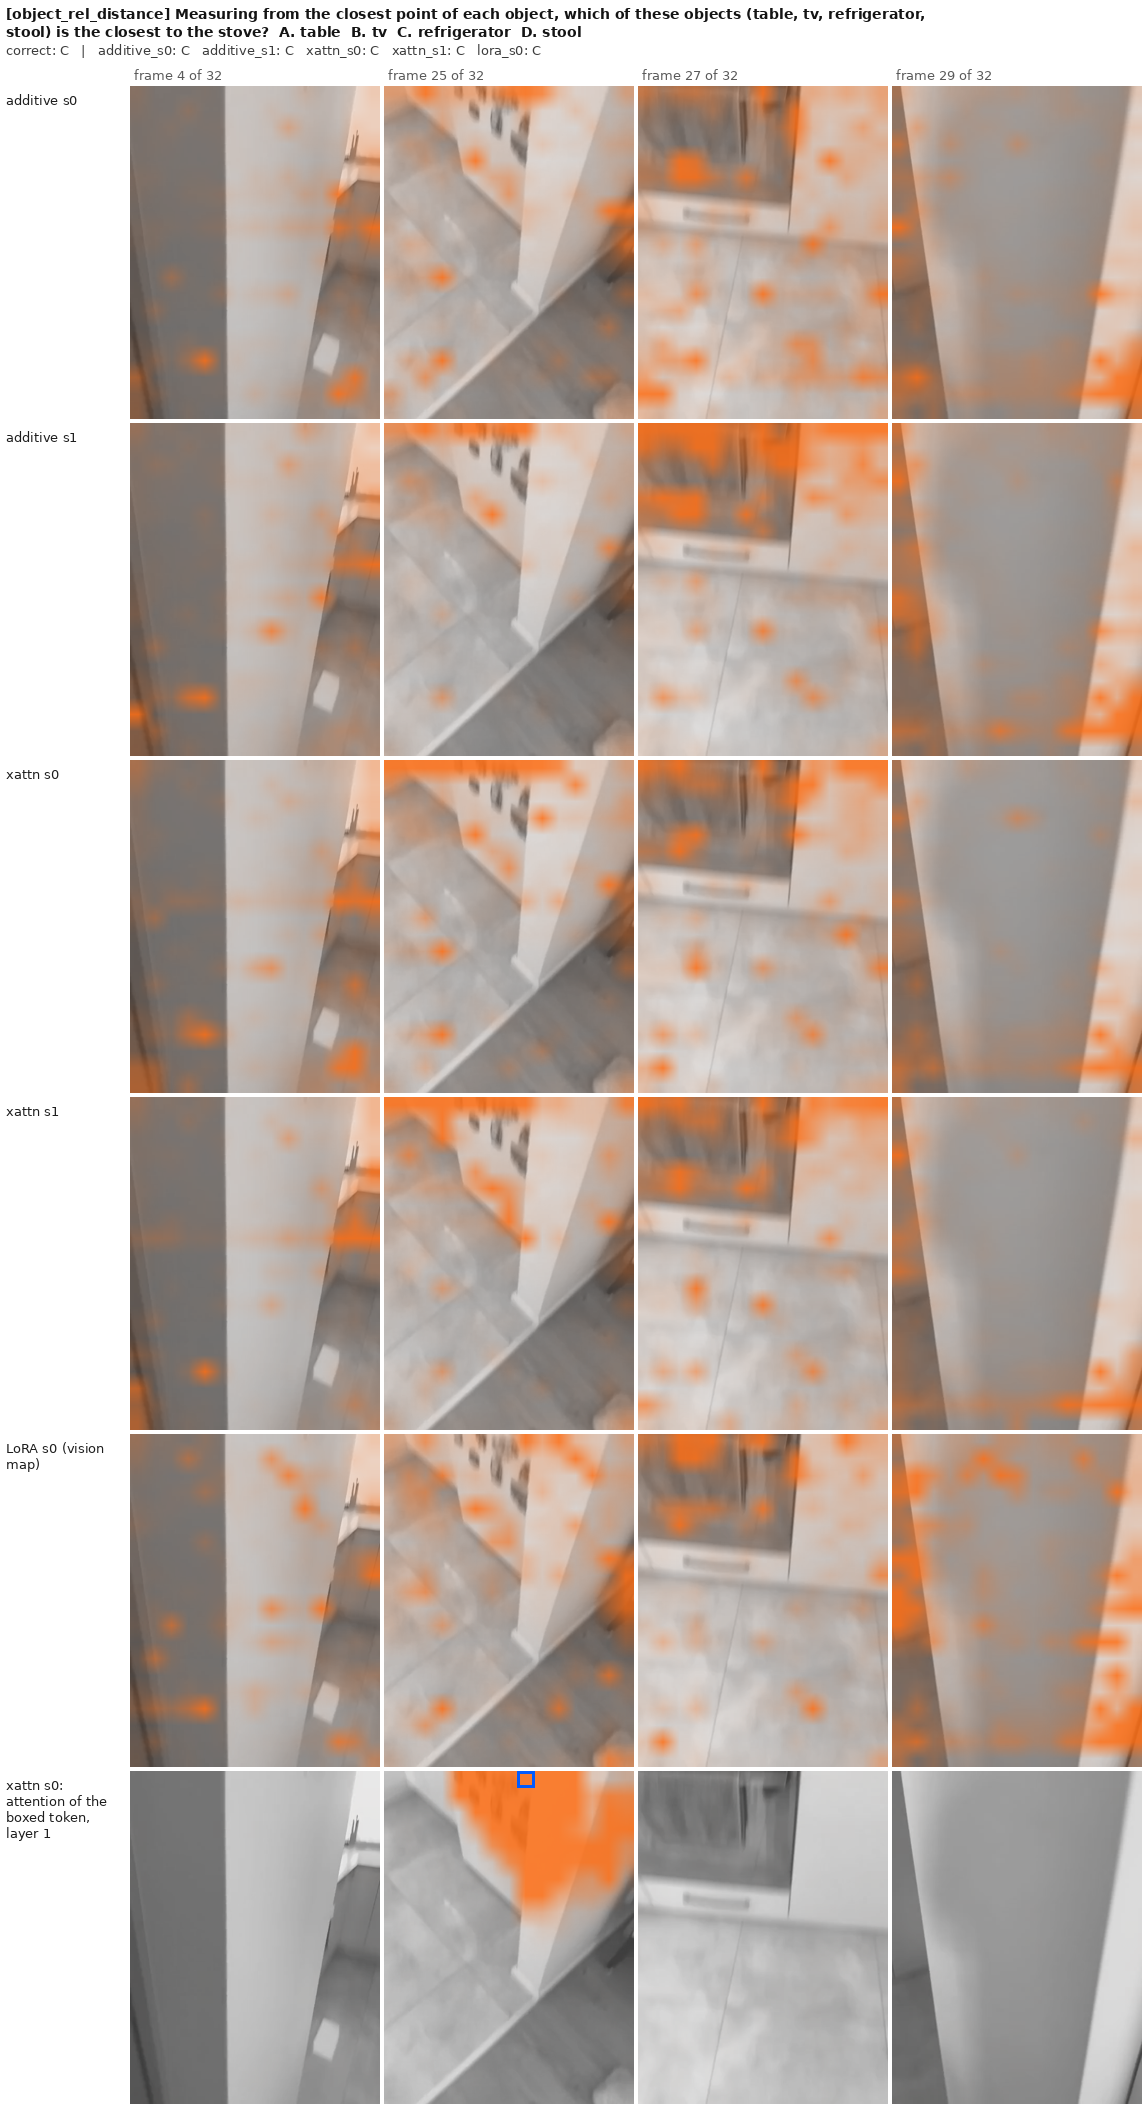 [object_rel_distance] Measuring from the closest point of each object, which of these objects (table, tv, refrigerator,
stool) is the closest to the stove?  A. table  B. tv  C. refrigerator  D. stool
correct: C   |   additive_s0: C   additive_s1: C   xattn_s0: C   xattn_s1: C   lora_s0: C
frame 4 of 32
frame 25 of 32
frame 27 of 32
frame 29 of 32
additive s0
additive s1
xattn s0
xattn s1
LoRA s0 (vision
map)
xattn s0:
attention of the
boxed token,
layer 1